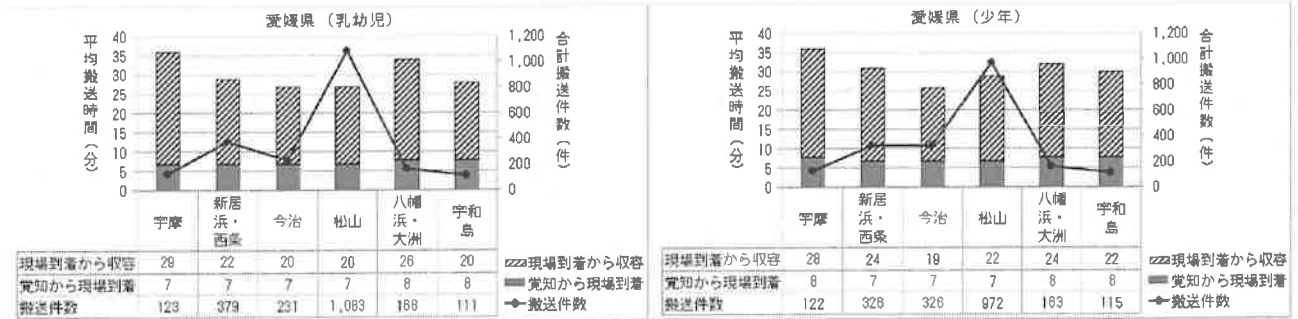 愛媛県（乳幼児）
平均搬送時間（分）
合計搬送件数（件）
40
35
30
25
20
15
10
5
0
1,200
1,000
800
600
400
200
0
宇摩 新居浜・西条 今治 松山 八幡浜・大洲 宇和島
現場到着から収容 29 22 20 20 26 20
覚知から現場到着 7 7 7 7 8 8
搬送件数 123 379 231 1,083 168 111
現場到着から収容
覚知から現場到着
搬送件数
愛媛県（少年）
平均搬送時間（分）
合計搬送件数（件）
40
35
30
25
20
15
10
5
0
1,200
1,000
800
600
400
200
0
宇摩 新居浜・西条 今治 松山 八幡浜・大洲 宇和島
現場到着から収容 28 24 19 22 24 22
覚知から現場到着 8 7 7 7 8 8
搬送件数 122 326 326 972 163 115
現場到着から収容
覚知から現場到着
搬送件数